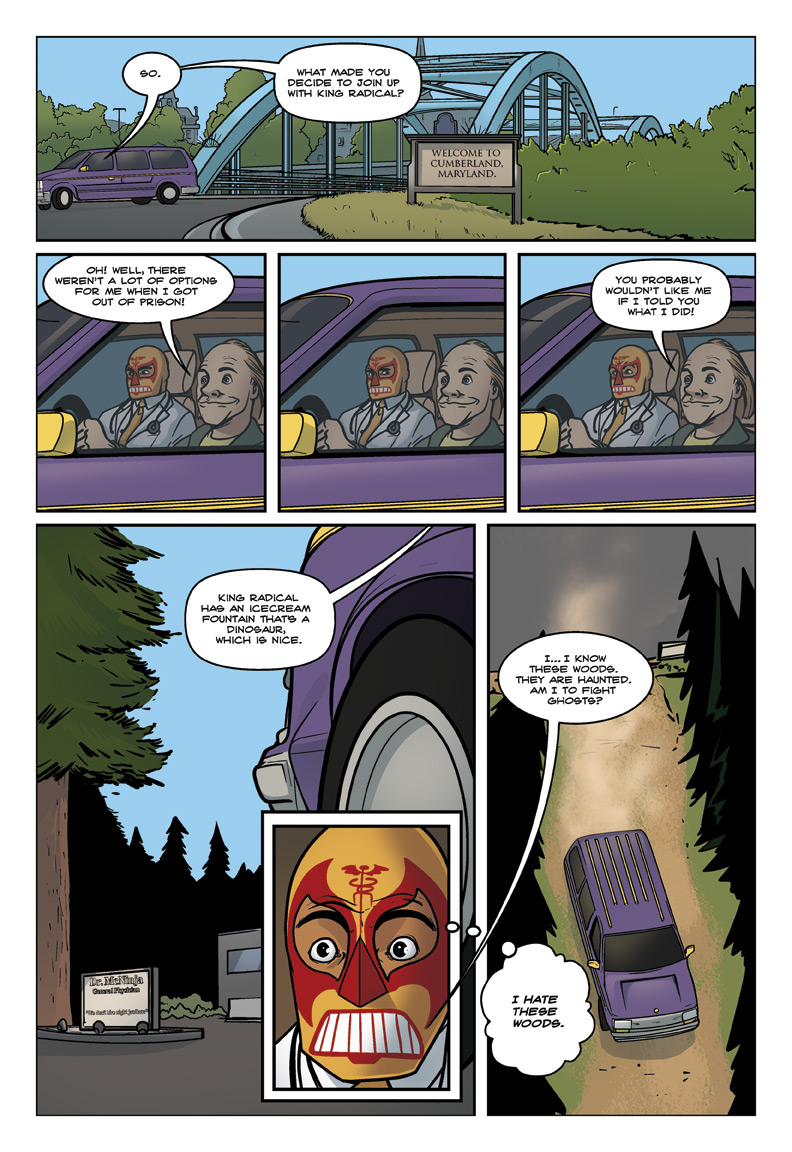 SO.
WHAT MADE YOU
DECIDE TO JOIN UP
WITH KING RADICAL?
WELCOME TO
CUMBERLAND,
MARYLAND.
OH! WELL, THERE
WEREN'T A LOT OF OPTIONS
FOR ME WHEN I GOT
OUT OF PRISON!
YOU PROBABLY
WOULDN'T LIKE ME
IF I TOLD YOU
WHAT I DID!
KING RADICAL
HAS AN ICECREAM
FOUNTAIN THAT'S A
DINOSAUR,
WHICH IS NICE.
Dr. McNinja
General Physician
I... I KNOW
THESE WOODS.
THEY ARE HAUNTED.
AM I TO FIGHT
GHOSTS?
I HATE
THESE
WOODS.